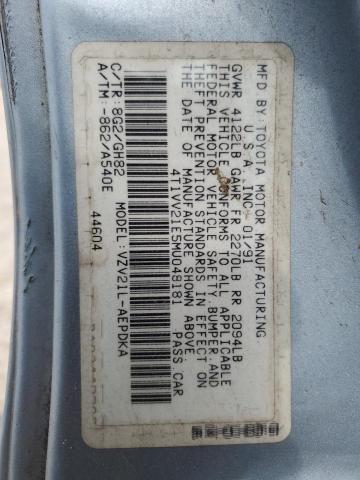 MFD.BY:TOYOTA MOTOR MANUFACTURING
U.S.A. INC. 01/91
GVWR 4122LB GAWR FR 2270LB RR 2094LB
THIS VEHICLE CONFORMS TO ALL APPLICABLE
FEDERAL MOTOR VEHICLE SAFETY,BUMPER,AND
THEFT PREVENTION STANDARDS IN EFFECT ON
THE DATE OF MANUFACTURE SHOWN ABOVE.
4T1VV21E5MU048181 PASS.CAR
C/TR: 8G2/GH82 MODEL:VZV21L-AEPDKA
A/TM: -862/A540E
44604